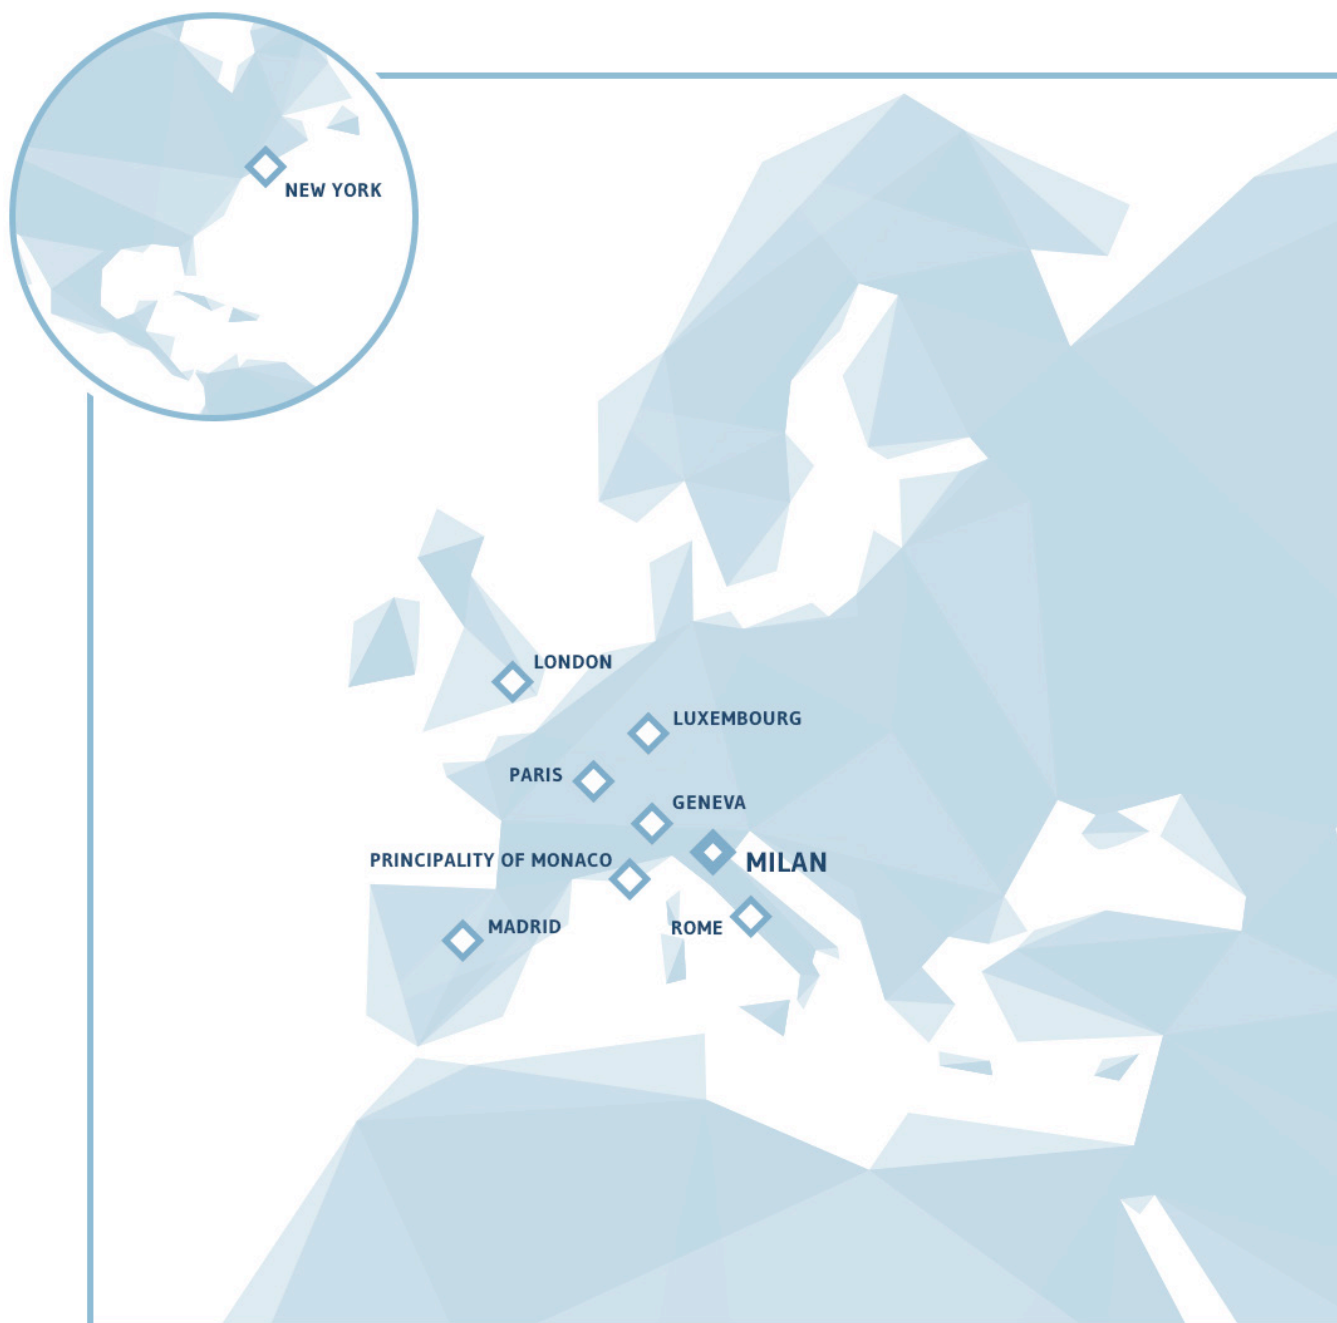 NEW YORK
LONDON
LUXEMBOURG
PARIS
GENEVA
PRINCIPALITY OF MONACO
MILAN
MADRID
ROME